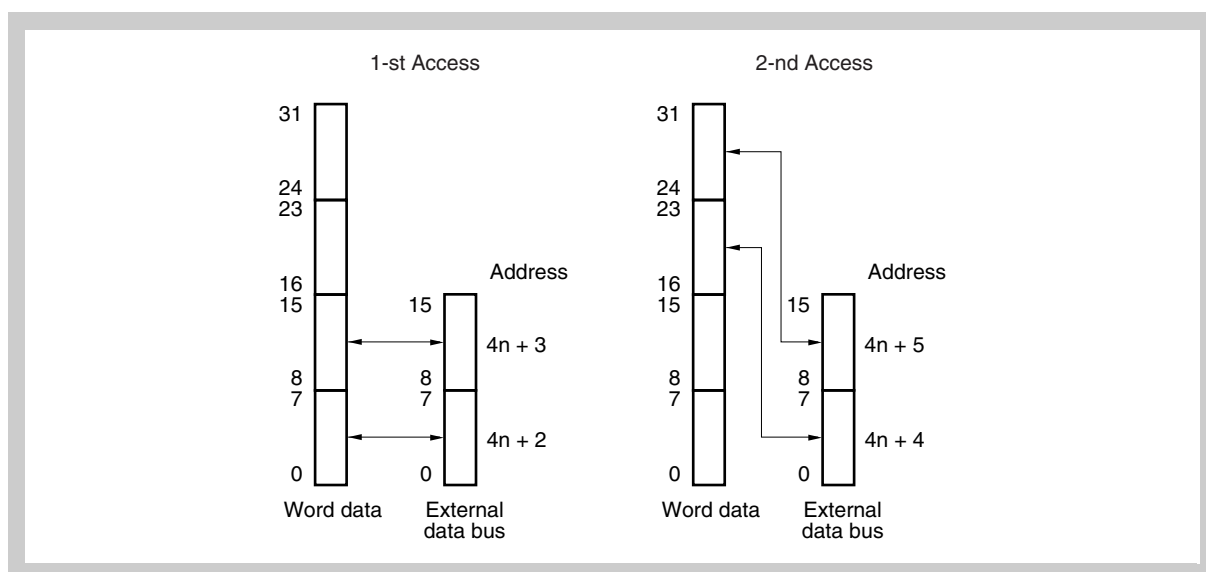 1-st Access
31
24
23
16
15
8
7
0
Word data
Address
15
4n + 3
8
7
4n + 2
0
External
data bus
2-nd Access
31
24
23
16
15
8
7
0
Word data
Address
15
4n + 5
8
7
4n + 4
0
External
data bus